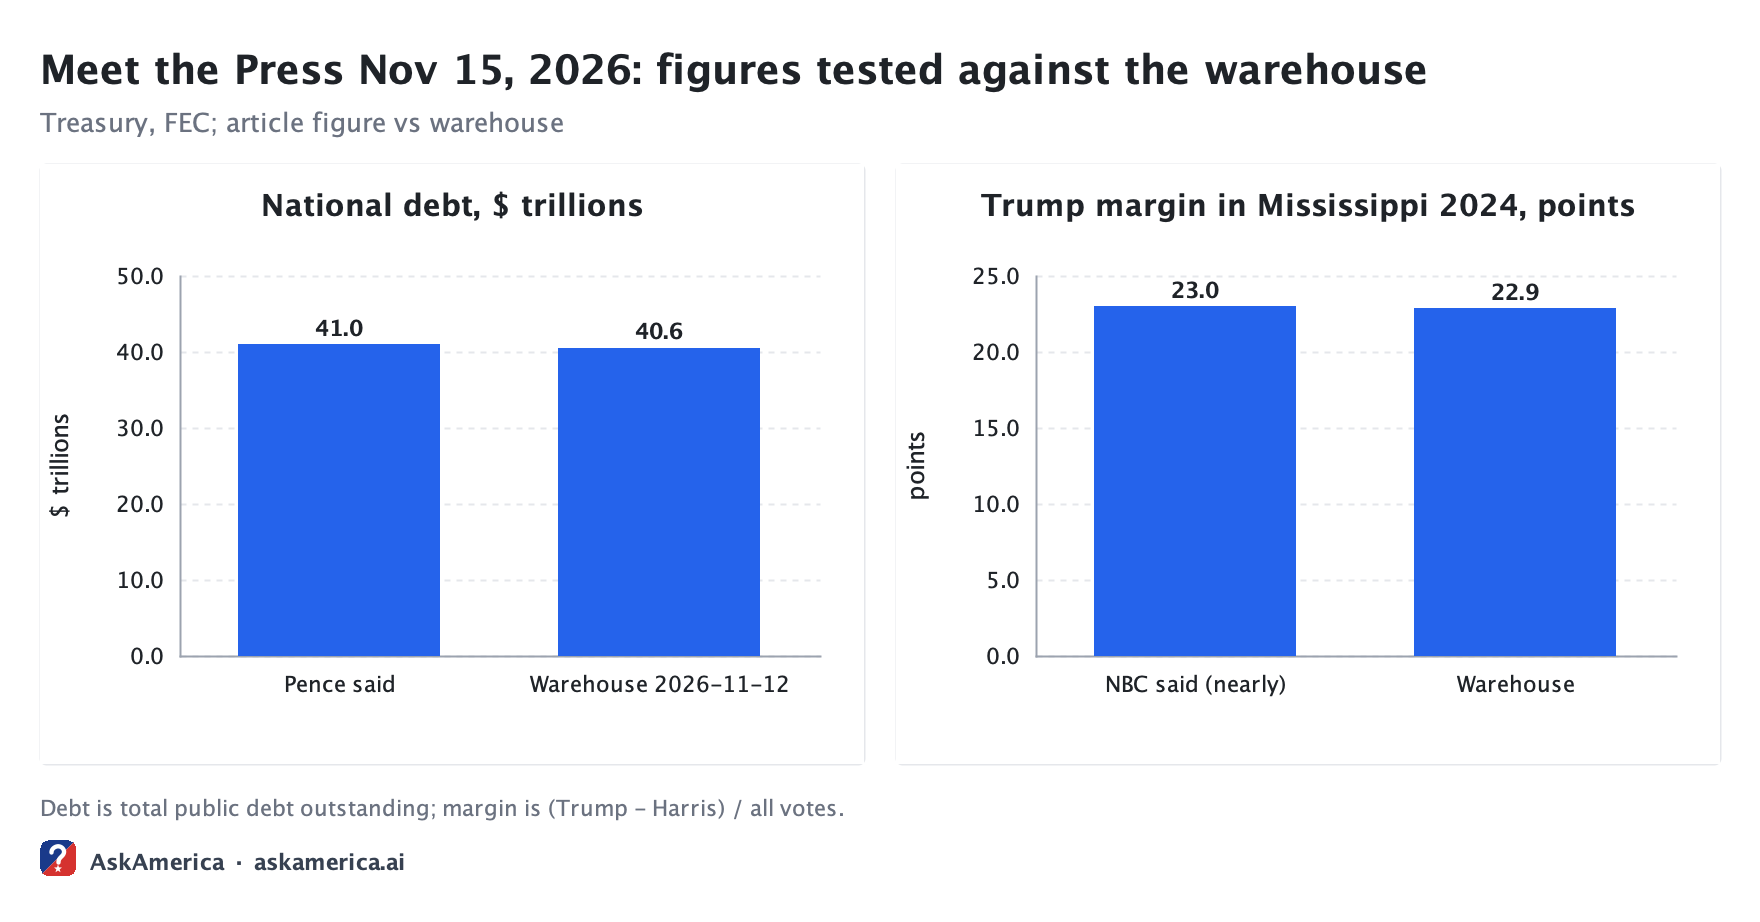 Meet the Press Nov 15, 2026: figures tested against the warehouse
Treasury, FEC; article figure vs warehouse
National debt, $ trillions
50.0
40.0
30.0
20.0
10.0
0.0
$ trillions
41.0
40.6
Pence said
Warehouse 2026-11-12
Trump margin in Mississippi 2024, points
25.0
20.0
15.0
10.0
5.0
0.0
points
23.0
22.9
NBC said (nearly)
Warehouse
Debt is total public debt outstanding; margin is (Trump - Harris) / all votes.
AskAmerica · askamerica.ai